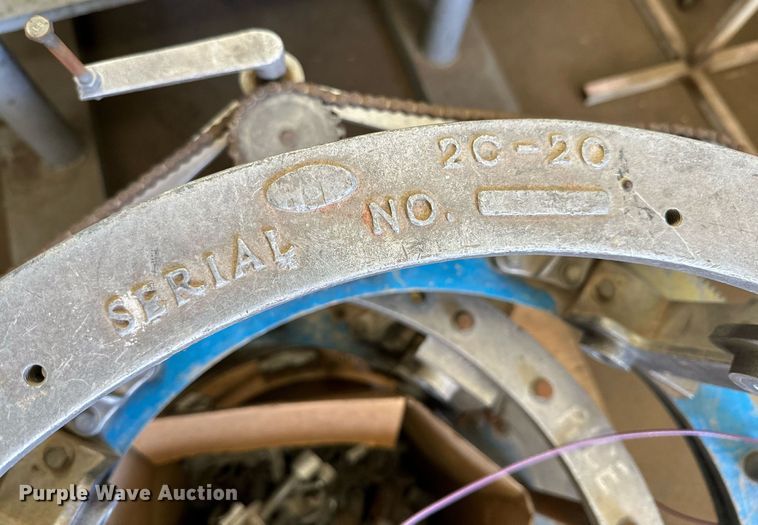 2C-20
SERIAL NO.
Purple Wave Auction